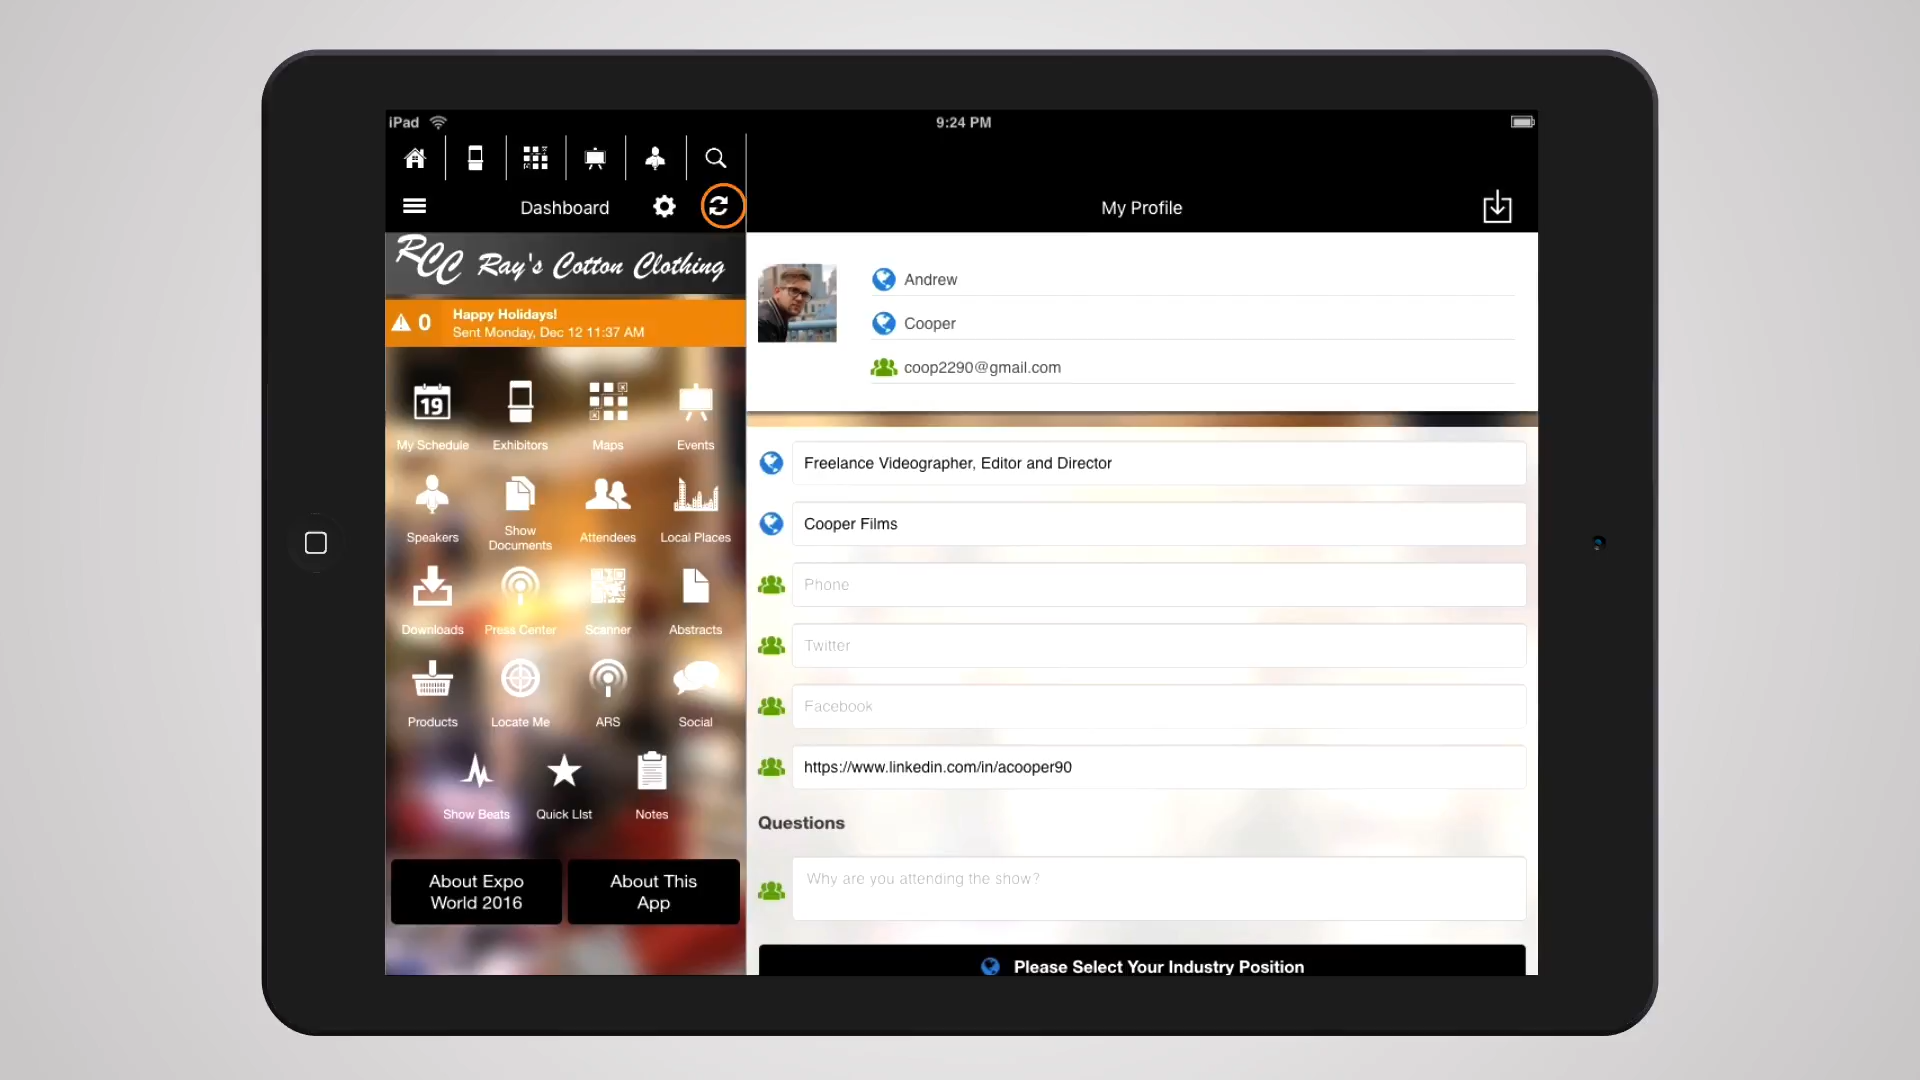 iPad
9:24 PM
Dashboard
My Profile
RCC Ray's Cotton Clothing
0
Happy Holidays!
Sent Monday, Dec 12 11:37 AM
19
My Schedule
Exhibitors
Maps
Events
Speakers
Show
Documents
Attendees
Local Places
Downloads
Press Center
Scanner
Abstracts
Products
Locate Me
ARS
Social
Show Beats
Quick LIst
Notes
About Expo
World 2016
About This
App
Andrew
Cooper
coop2290@gmail.com
Freelance Videographer, Editor and Director
Cooper Films
Phone
Twitter
Facebook
https://www.linkedin.com/in/acooper90
Questions
Why are you attending the show?
Please Select Your Industry Position